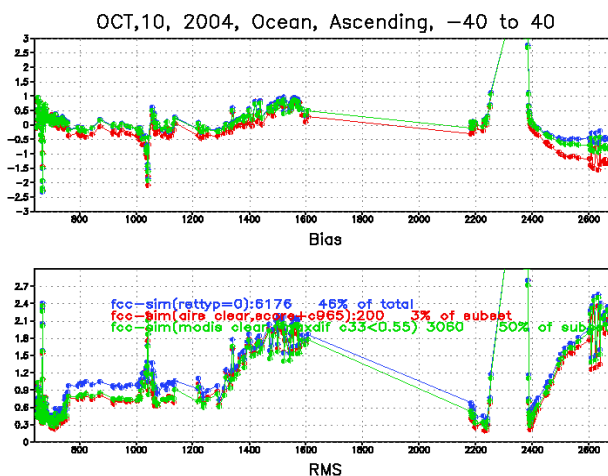 OCT,10, 2004, Ocean, Ascending, -40 to 40
3
2.5
2
1.5
1
0.5
0
-0.5
-1
-1.5
-2
-2.5
-3
800 1000 1200 1400 1600 1800 2000 2200 2400 2600
Bias
2.7
2.4
2.1
1.8
1.5
1.2
0.9
0.6
0.3
0
fcc-sim(rettyp=0):6176 46% of total
fcc-sim(airs clear,score+c965):200 3% of subset
fcc-sim(modis clear, c33<0.55) 3060 50% of
800 1000 1200 1400 1600 1800 2000 2200 2400 2600
RMS